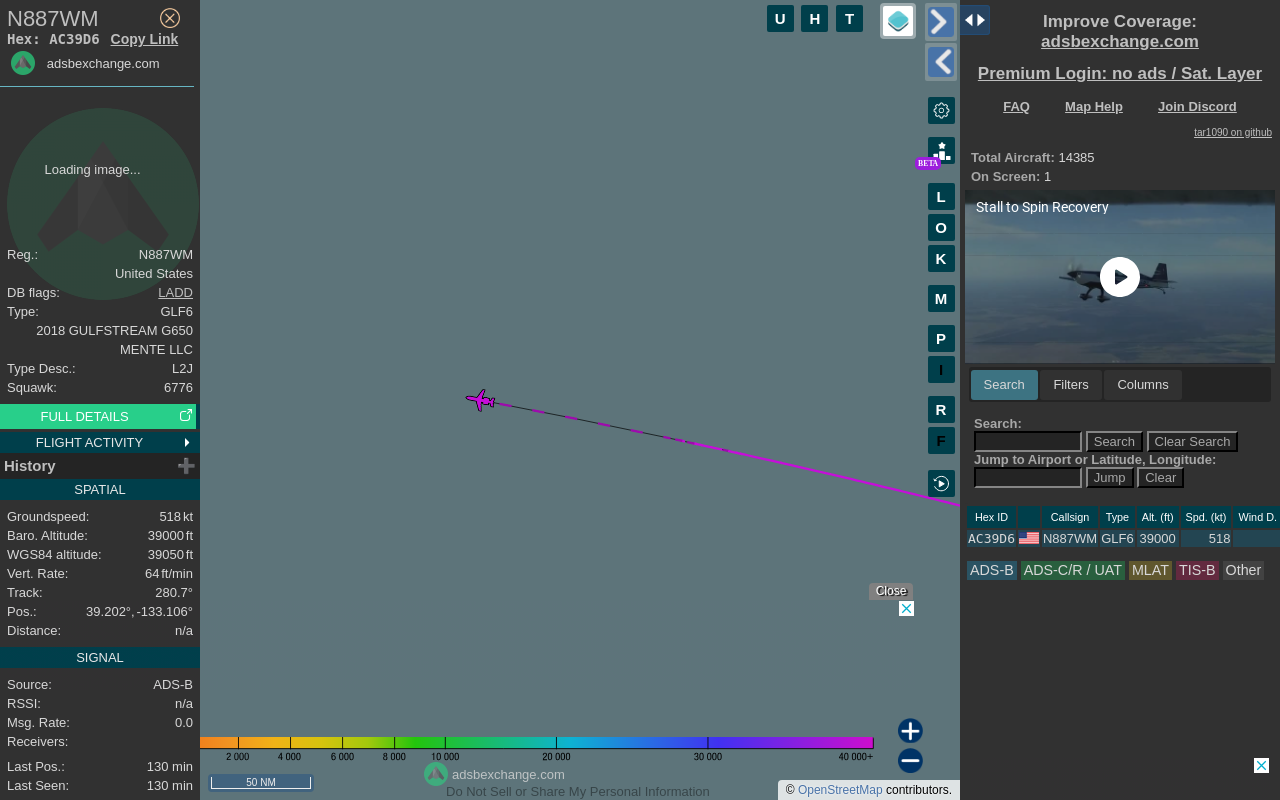 N887WM
Hex: AC39D6 Copy Link
adsbexchange.com
Loading image...
Reg.: N887WM
United States
DB flags: LADD
Type: GLF6
2018 GULFSTREAM G650
MENTE LLC
Type Desc.: L2J
Squawk: 6776
FULL DETAILS
FLIGHT ACTIVITY
History
SPATIAL
Groundspeed: 518 kt
Baro. Altitude: 39000 ft
WGS84 altitude: 39050 ft
Vert. Rate: 64 ft/min
Track: 280.7°
Pos.: 39.202°, -133.106°
Distance: n/a
SIGNAL
Source: ADS-B
RSSI: n/a
Msg. Rate: 0.0
Receivers:
Last Pos.: 130 min
Last Seen: 130 min
U H T
BETA
L
O
K
M
P
I
R
F
Close
2 000 4 000 6 000 8 000 10 000 20 000 30 000 40 000+
50 NM
adsbexchange.com
Do Not Sell or Share My Personal Information
© OpenStreetMap contributors.
Improve Coverage:
adsbexchange.com
Premium Login: no ads / Sat. Layer
FAQ Map Help Join Discord
tar1090 on github
Total Aircraft: 14385
On Screen: 1
Stall to Spin Recovery
Search Filters Columns
Search:
Search Clear Search
Jump to Airport or Latitude, Longitude:
Jump Clear
Hex ID Callsign Type Alt. (ft) Spd. (kt) Wind D.
AC39D6 N887WM GLF6 39000 518
ADS-B ADS-C/R / UAT MLAT TIS-B Other